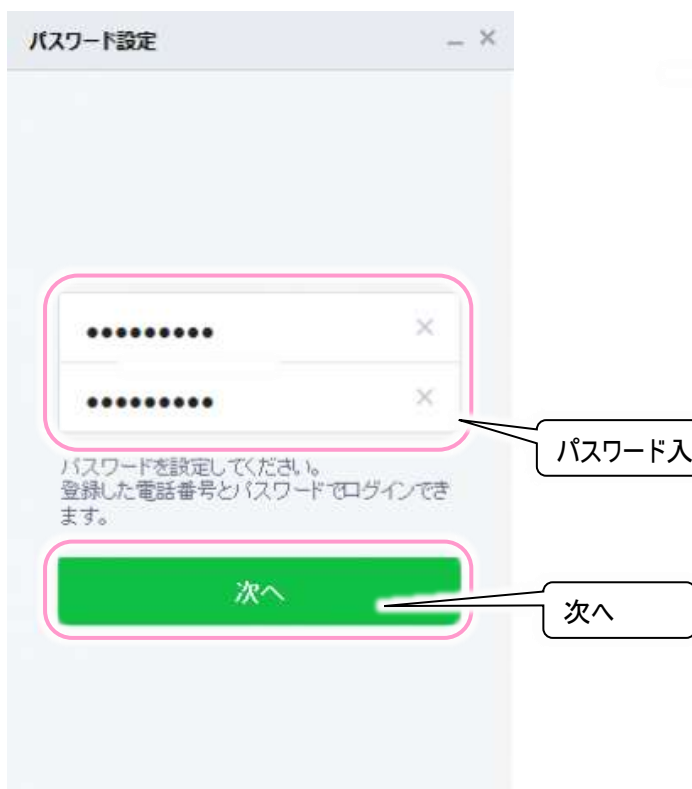 パスワード設定
●●●●●●●●●
●●●●●●●●●
パスワードを設定してください。
登録した電話番号とパスワードでログインでき
ます。
パスワード入
次へ
次へ